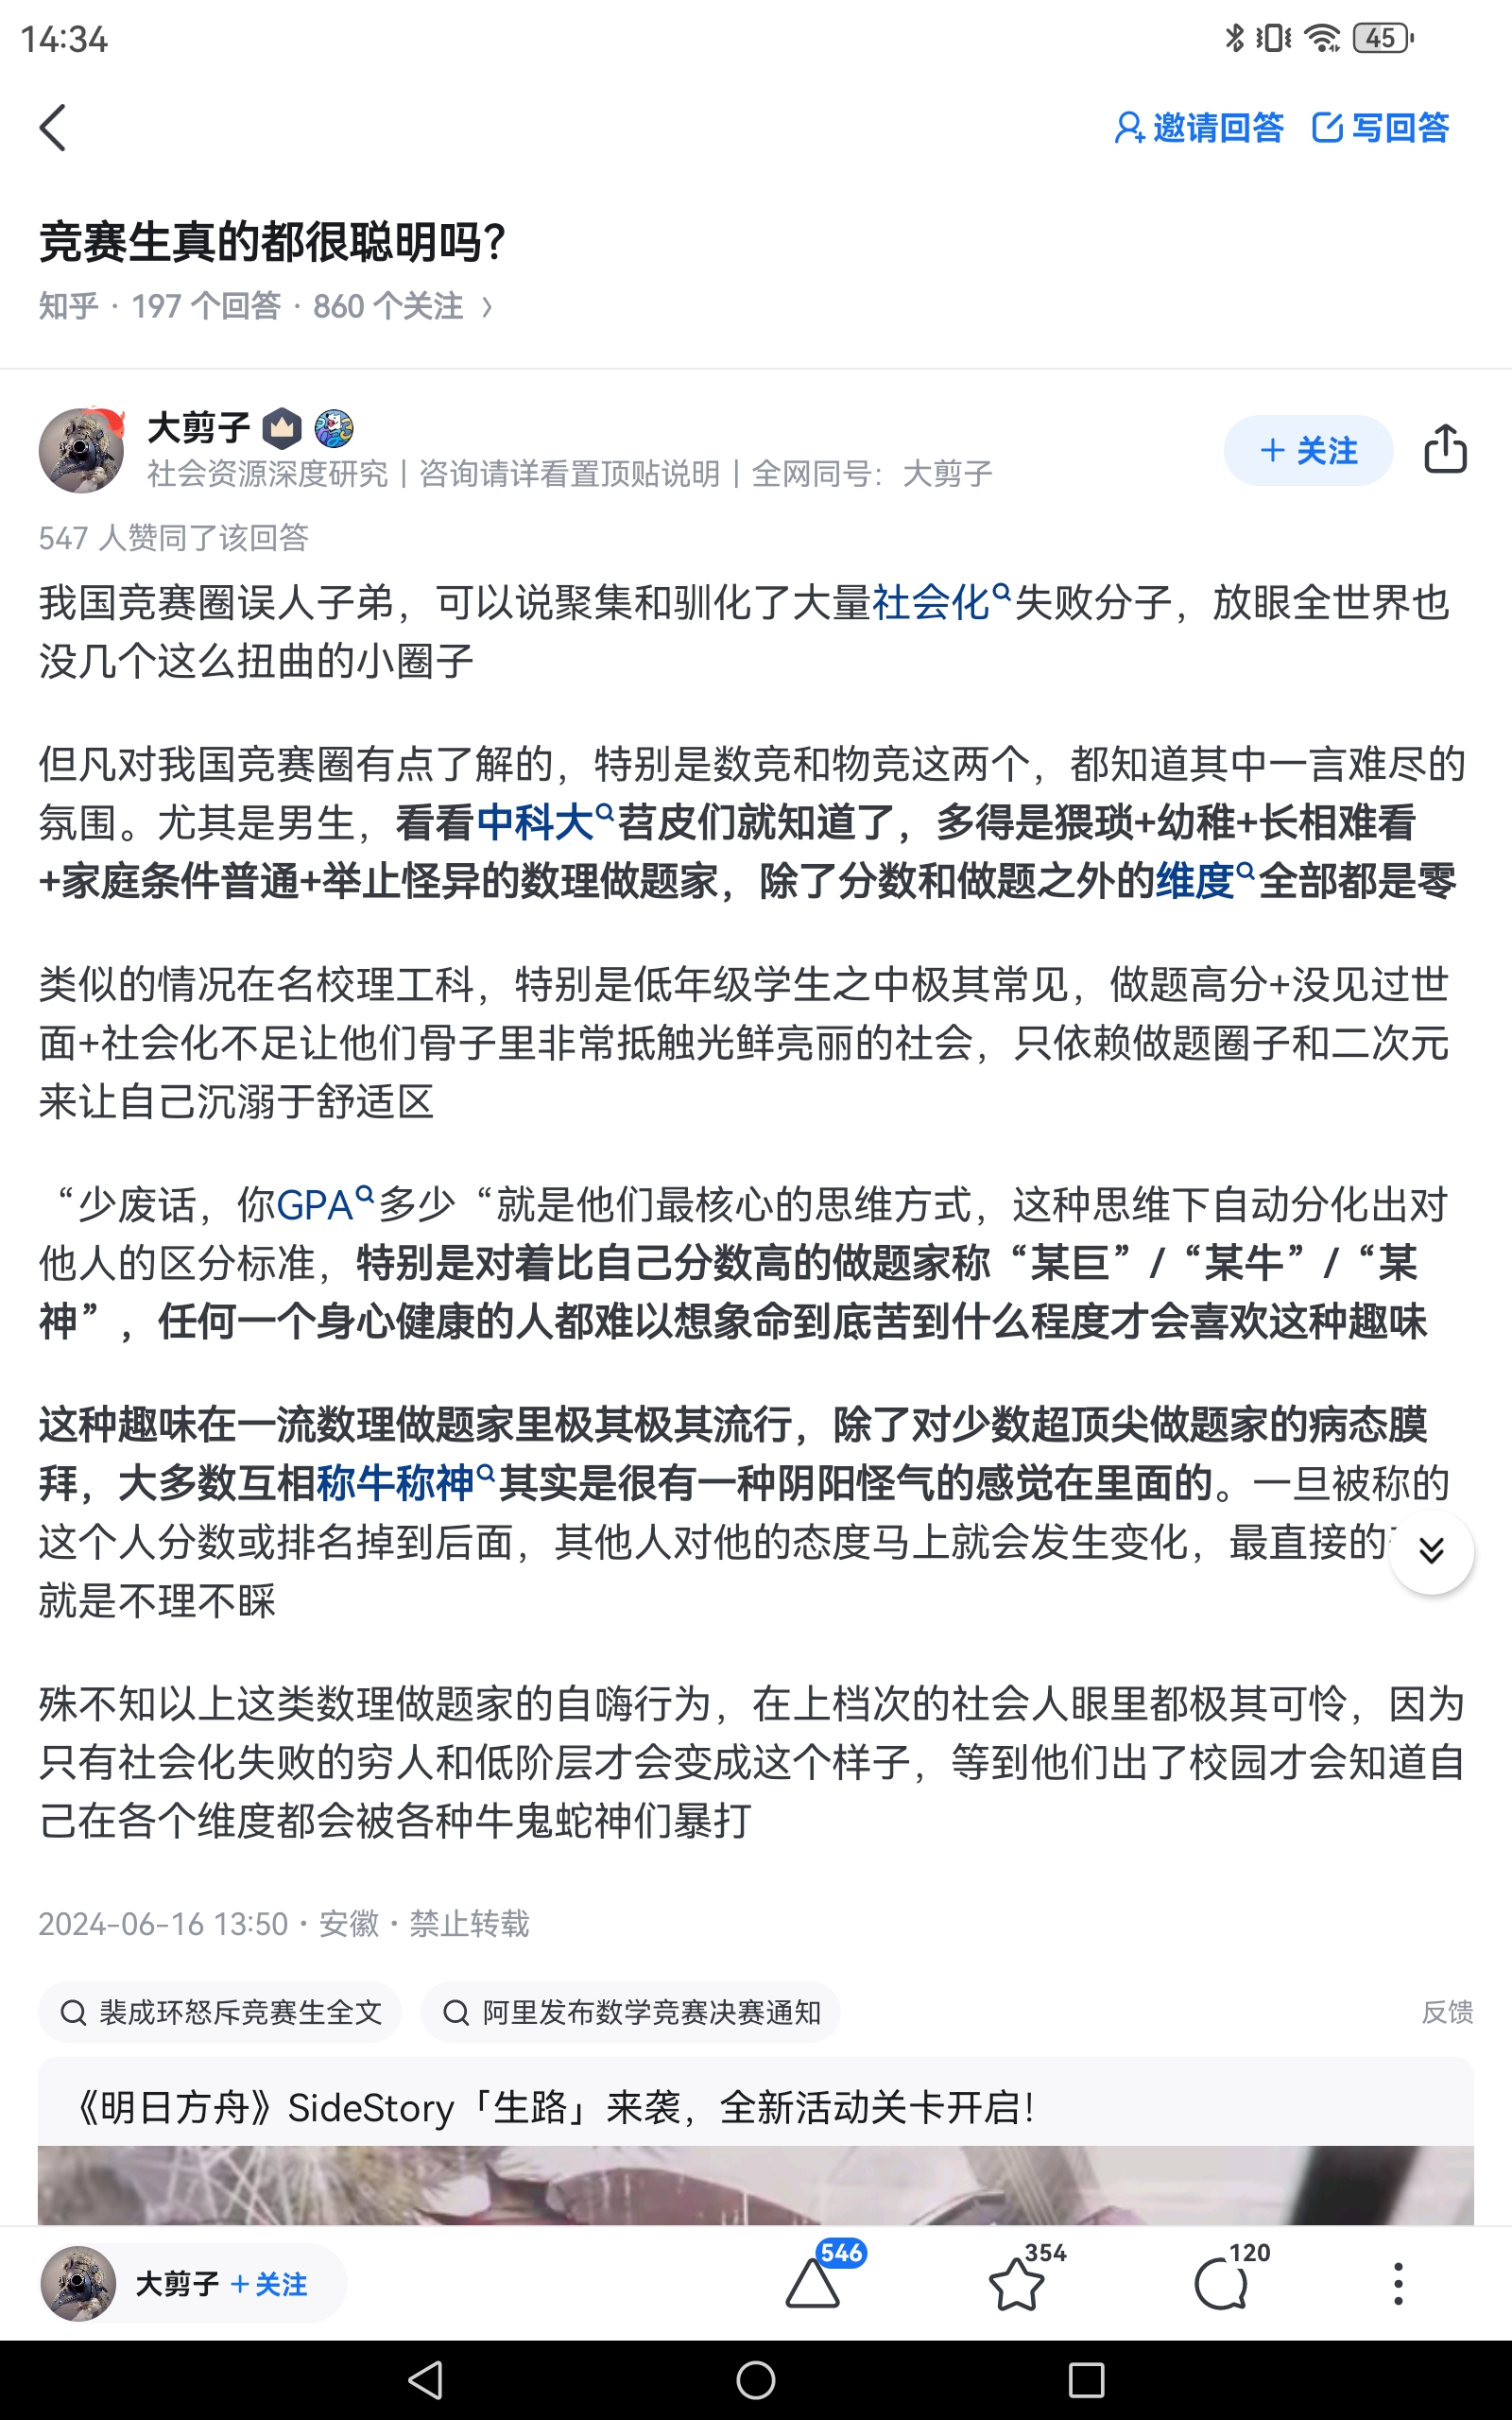 14:34
45
邀请回答 写回答
竞赛生真的都很聪明吗？
知乎 · 197 个回答 · 860 个关注 ›
大剪子
社会资源深度研究｜咨询请详看置顶贴说明｜全网同号：大剪子
+ 关注
547 人赞同了该回答
我国竞赛圈误人子弟，可以说聚集和驯化了大量社会化失败分子，放眼全世界也
没几个这么扭曲的小圈子
但凡对我国竞赛圈有点了解的，特别是数竞和物竞这两个，都知道其中一言难尽的
氛围。尤其是男生，看看中科大苕皮们就知道了，多得是猥琐+幼稚+长相难看
+家庭条件普通+举止怪异的数理做题家，除了分数和做题之外的维度全部都是零
类似的情况在名校理工科，特别是低年级学生之中极其常见，做题高分+没见过世
面+社会化不足让他们骨子里非常抵触光鲜亮丽的社会，只依赖做题圈子和二次元
来让自己沉溺于舒适区
“少废话，你GPA多少“就是他们最核心的思维方式，这种思维下自动分化出对
他人的区分标准，特别是对着比自己分数高的做题家称“某巨”/“某牛”/“某
神”，任何一个身心健康的人都难以想象命到底苦到什么程度才会喜欢这种趣味
这种趣味在一流数理做题家里极其极其流行，除了对少数超顶尖做题家的病态膜
拜，大多数互相称牛称神其实是很有一种阴阳怪气的感觉在里面的。一旦被称的
这个人分数或排名掉到后面，其他人对他的态度马上就会发生变化，最直接的
就是不理不睬
殊不知以上这类数理做题家的自嗨行为，在上档次的社会人眼里都极其可怜，因为
只有社会化失败的穷人和低阶层才会变成这个样子，等到他们出了校园才会知道自
己在各个维度都会被各种牛鬼蛇神们暴打
2024-06-16 13:50 · 安徽 · 禁止转载
裴成环怒斥竞赛生全文 阿里发布数学竞赛决赛通知 反馈
《明日方舟》SideStory「生路」来袭，全新活动关卡开启！
大剪子 +关注 546 354 120